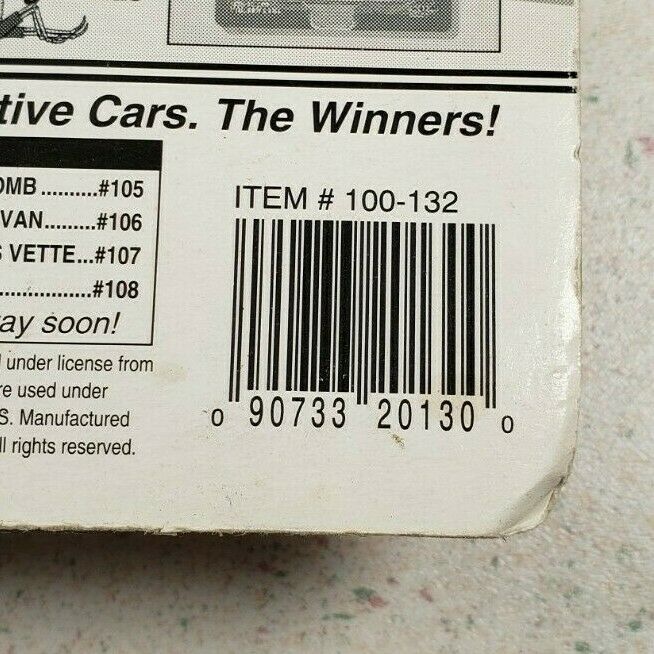 tive Cars. The Winners!
OMB ..........#105
VAN.........#106
S VETTE...#107
................#108
ay soon!
ITEM # 100-132
under license from
re used under
S. Manufactured
ll rights reserved.
0 90733 20130 0